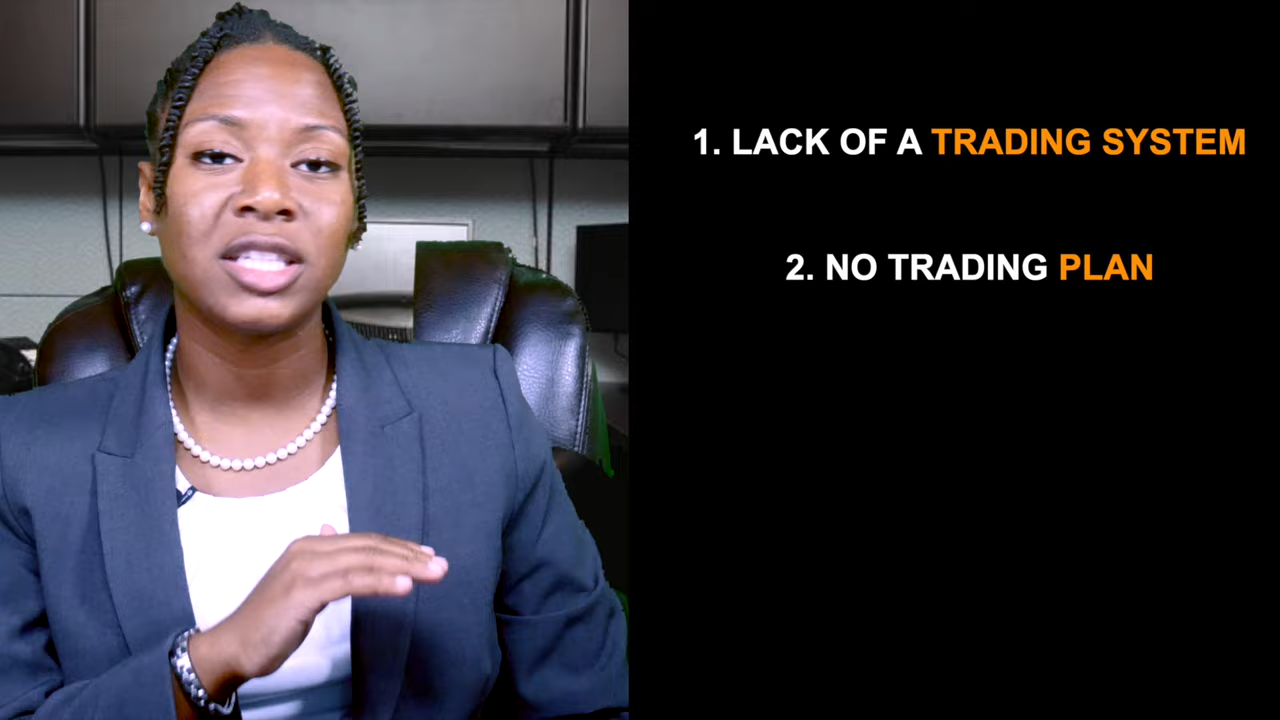 1. LACK OF A TRADING SYSTEM
2. NO TRADING PLAN